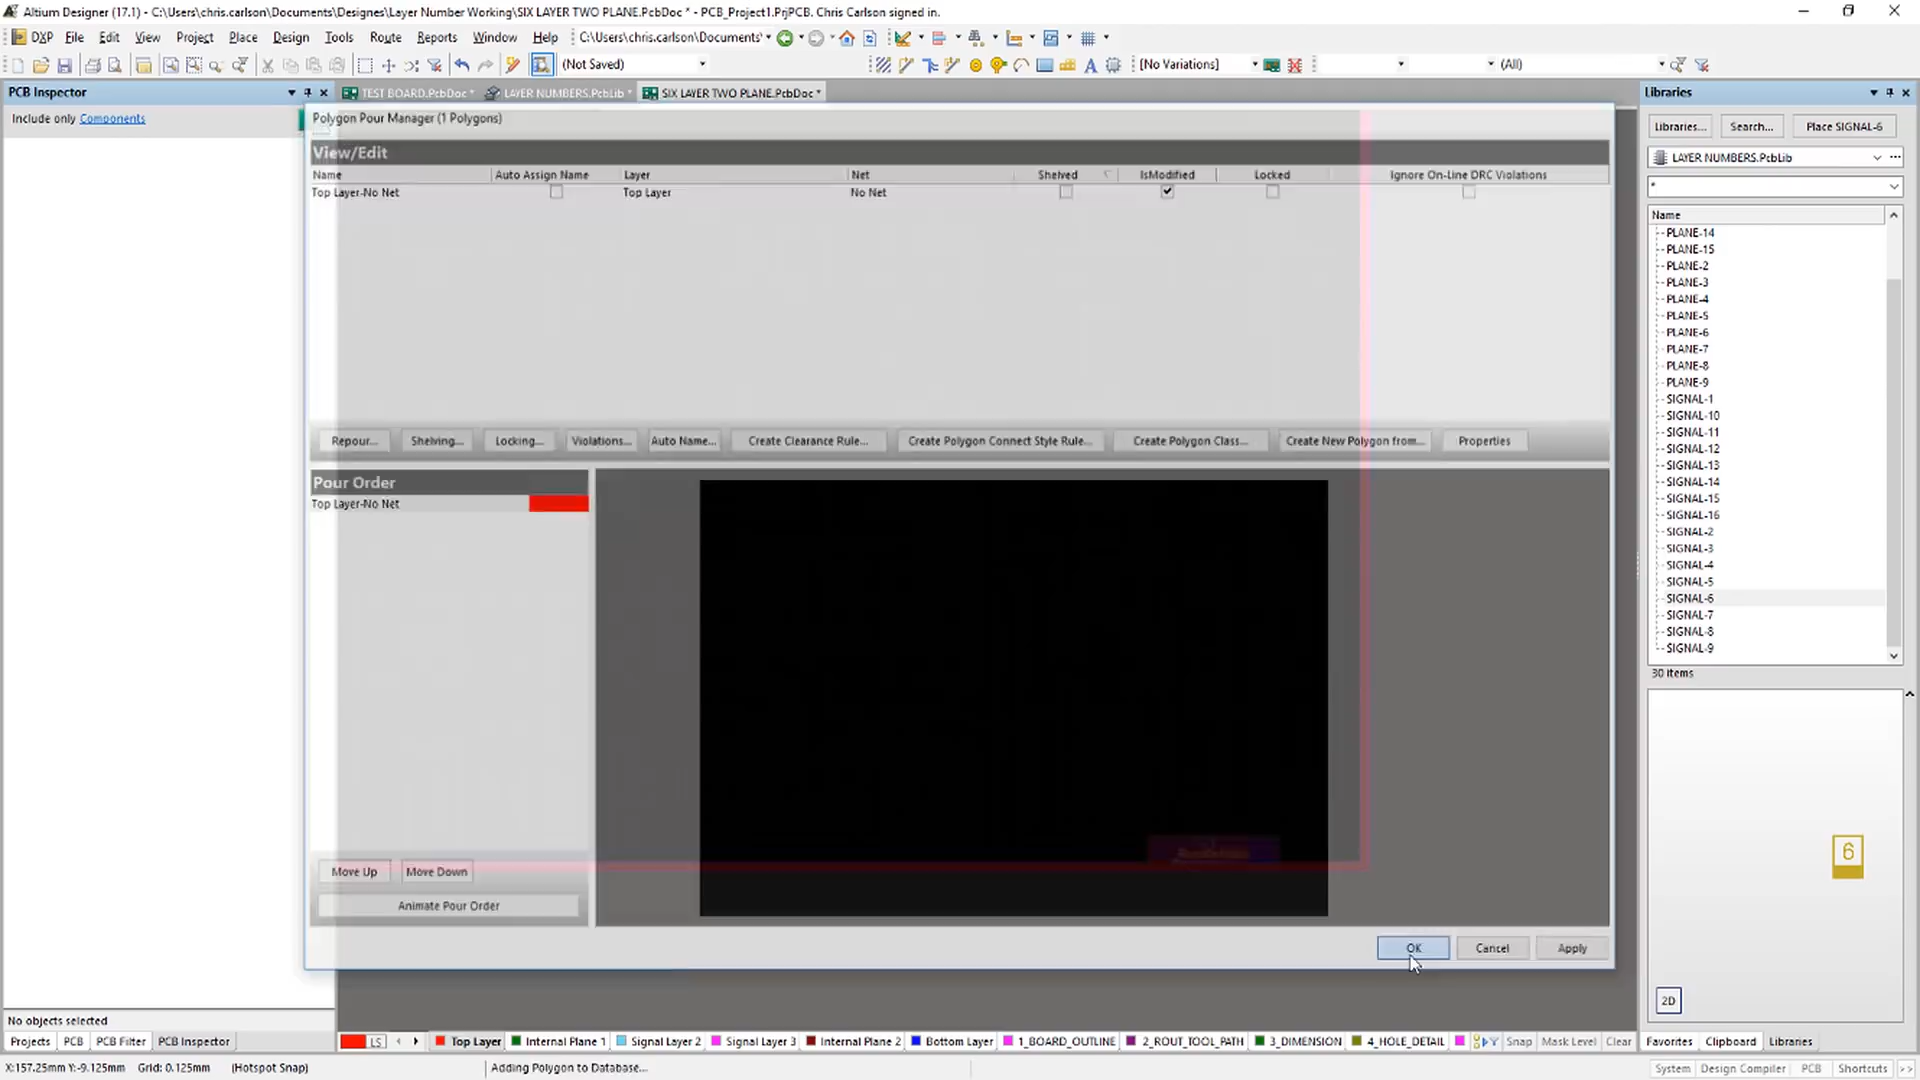 Altium Designer (17.1) - C:\Users\chris.carlson\Documents\Designes\Layer Number Working\SIX LAYER TWO PLANE.PcbDoc * - PCB_Project1.PrjPCB. Chris Carlson signed in.
DXP File Edit View Project Place Design Tools Route Reports Window Help C:\Users\chris.carlson\Documents'
(Not Saved) [No Variations] (All)
PCB Inspector TEST BOARD.PcbDoc * LAYER NUMBERS.PcbLib * SIX LAYER TWO PLANE.PcbDoc * Libraries
Include only Components
Polygon Pour Manager (1 Polygons)
View/Edit
Name Auto Assign Name Layer Net Shelved IsModified Locked Ignore On-Line DRC Violations
Top Layer-No Net Top Layer No Net
Repour... Shelving... Locking... Violations... Auto Name... Create Clearance Rule... Create Polygon Connect Style Rule... Create Polygon Class... Create New Polygon from... Properties
Pour Order
Top Layer-No Net
Move Up Move Down
Animate Pour Order
OK Cancel Apply
Libraries... Search... Place SIGNAL-6
LAYER NUMBERS.PcbLib ...
*
Name
PLANE-14
PLANE-15
PLANE-2
PLANE-3
PLANE-4
PLANE-5
PLANE-6
PLANE-7
PLANE-8
PLANE-9
SIGNAL-1
SIGNAL-10
SIGNAL-11
SIGNAL-12
SIGNAL-13
SIGNAL-14
SIGNAL-15
SIGNAL-16
SIGNAL-2
SIGNAL-3
SIGNAL-4
SIGNAL-5
SIGNAL-6
SIGNAL-7
SIGNAL-8
SIGNAL-9
30 items
6
2D
No objects selected
Projects PCB PCB Filter PCB Inspector LS Top Layer Internal Plane 1 Signal Layer 2 Signal Layer 3 Internal Plane 2 Bottom Layer 1_BOARD_OUTLINE 2_ROUT_TOOL_PATH 3_DIMENSION 4_HOLE_DETAIL Snap Mask Level Clear Favorites Clipboard Libraries
X:157.25mm Y:-9.125mm Grid: 0.125mm (Hotspot Snap) Adding Polygon to Database... System Design Compiler PCB Shortcuts >>